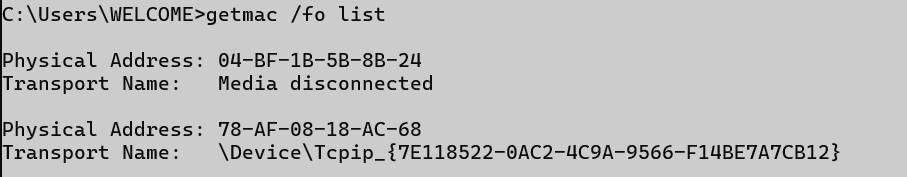 C:\Users\WELCOME>getmac /fo list
Physical Address: 04-BF-1B-5B-8B-24
Transport Name:   Media disconnected
Physical Address: 78-AF-08-18-AC-68
Transport Name:   \Device\Tcpip_{7E118522-0AC2-4C9A-9566-F14BE7A7CB12}